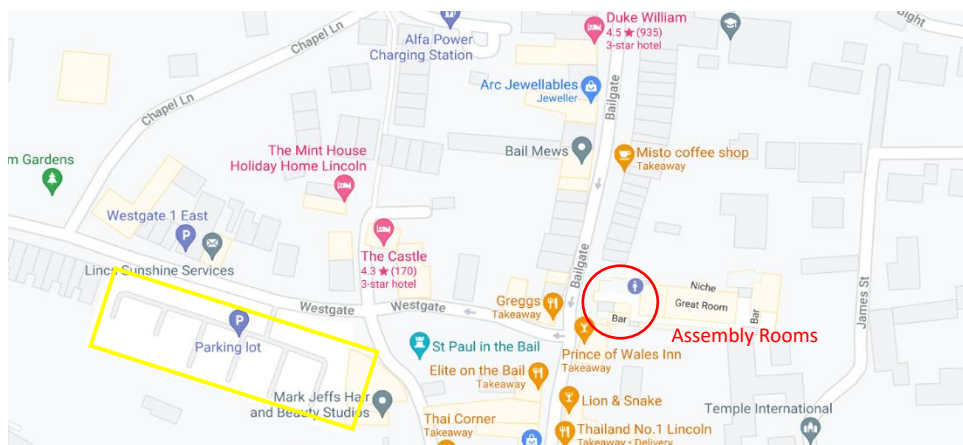 Duke William
4.5 ★ (935)
3-star hotel
ight
Alfa Power
Charging Station
Chapel Ln
Bailgate
Arc Jewellables
Jeweller
Chapel Ln
Bail Mews
Misto coffee shop
Takeaway
The Mint House
Holiday Home Lincoln
m Gardens
Westgate 1 East
P
The Castle
4.3 ★ (170)
3-star hotel
Bailgate
Lincs Sunshine Services
James St
Niche
Great Room
Bar
Bar
Westgate
Westgate
Greggs
Takeaway
Assembly Rooms
P
Parking lot
St Paul in the Bail
Prince of Wales Inn
Takeaway
Elite on the Bail
Takeaway
Mark Jeffs Hair
and Beauty Studios
Lion & Snake
Temple International
Thai Corner
Takeaway
Thailand No.1 Lincoln
Takeaway • Delivery